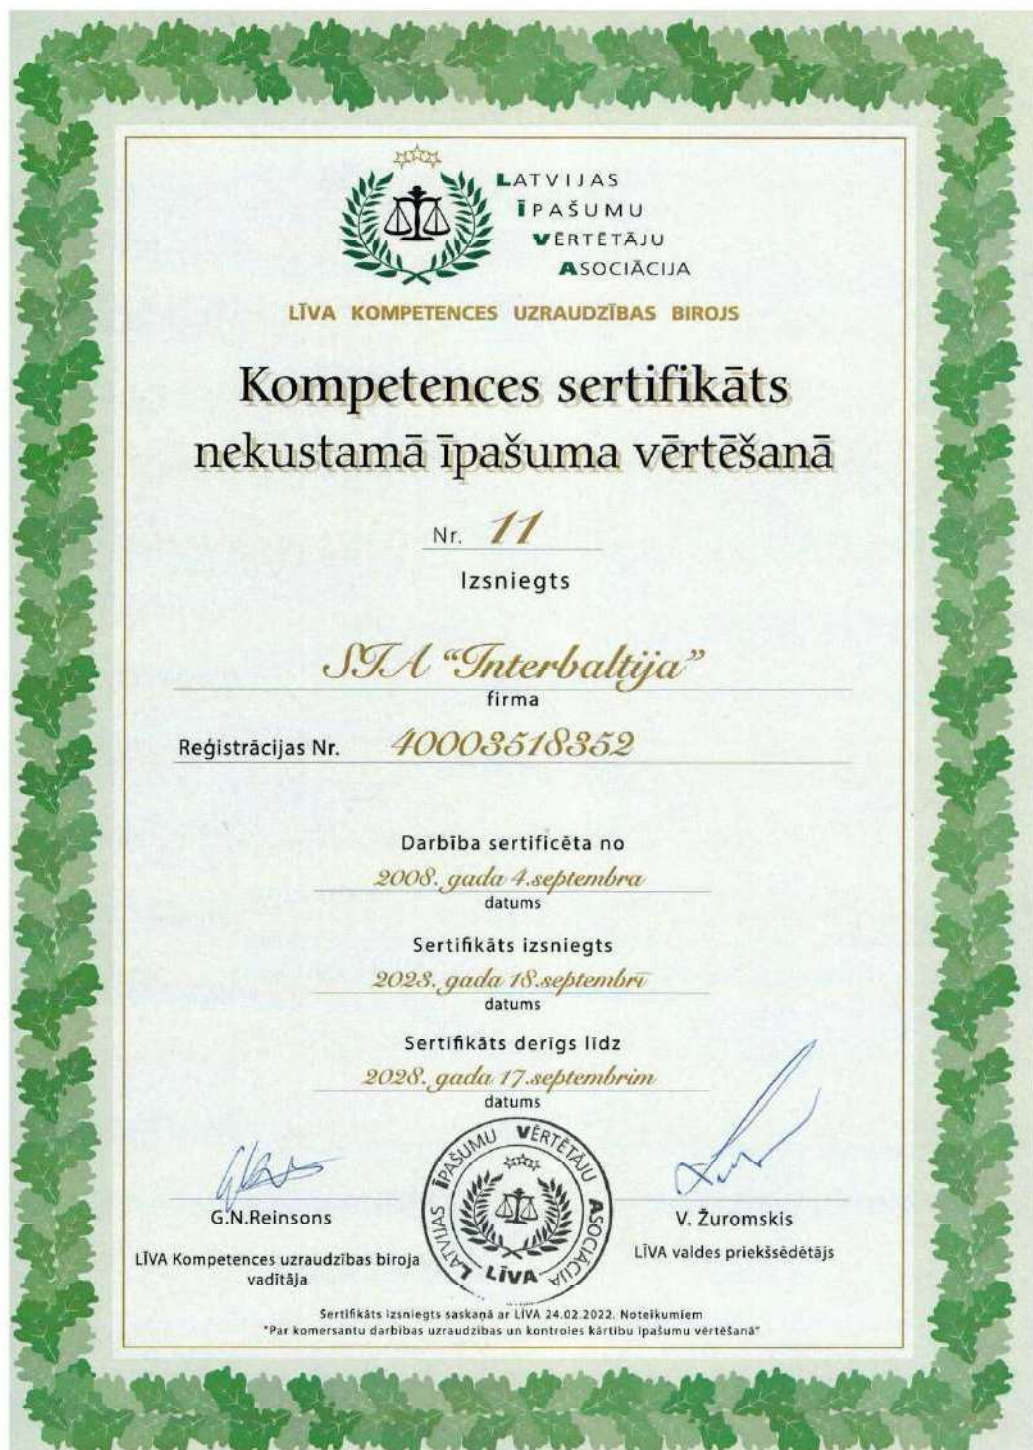 LATVIJAS
ĪPAŠUMU
VĒRTĒTĀJU
ASOCIĀCIJA
LĪVA KOMPETENCES UZRAUDZĪBAS BIROJS
Kompetences sertifikāts
nekustamā īpašuma vērtēšanā
Nr. 11
Izsniegts
SIA “Interbaltija”
firma
Reģistrācijas Nr. 40003518352
Darbība sertificēta no
2008. gada 4.septembra
datums
Sertifikāts izsniegts
2023. gada 18.septembrī
datums
Sertifikāts derīgs līdz
2028. gada 17.septembrim
datums
G.N.Reinsons
LĪVA Kompetences uzraudzības biroja
vadītāja
LATVIJAS ĪPAŠUMU VĒRTĒTĀJU ASOCIĀCIJA
LĪVA
V. Žuromskis
LĪVA valdes priekšsēdētājs
Sertifikāts izsniegts saskaņā ar LĪVA 24.02.2022. Noteikumiem
"Par komersantu darbības uzraudzības un kontroles kārtību īpašumu vērtēšanā"